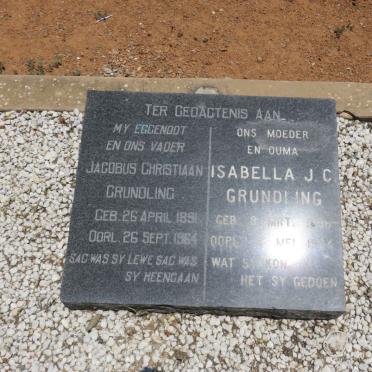 TER GEDAGTENIS AAN
MY EGGENOOT
EN ONS VADER
JACOBUS CHRISTIAAN
GRUNDLING
GEB. 26 APRIL 1891
OORL. 26 SEPT. 1964
SAG WAS SY LEWE SAG WAS
SY HEENGAAN
ONS MOEDER
EN OUMA
ISABELLA J. C.
GRUNDLING
GEB. MRT.
MEI
WAT SY KON
HET SY GEDOEN